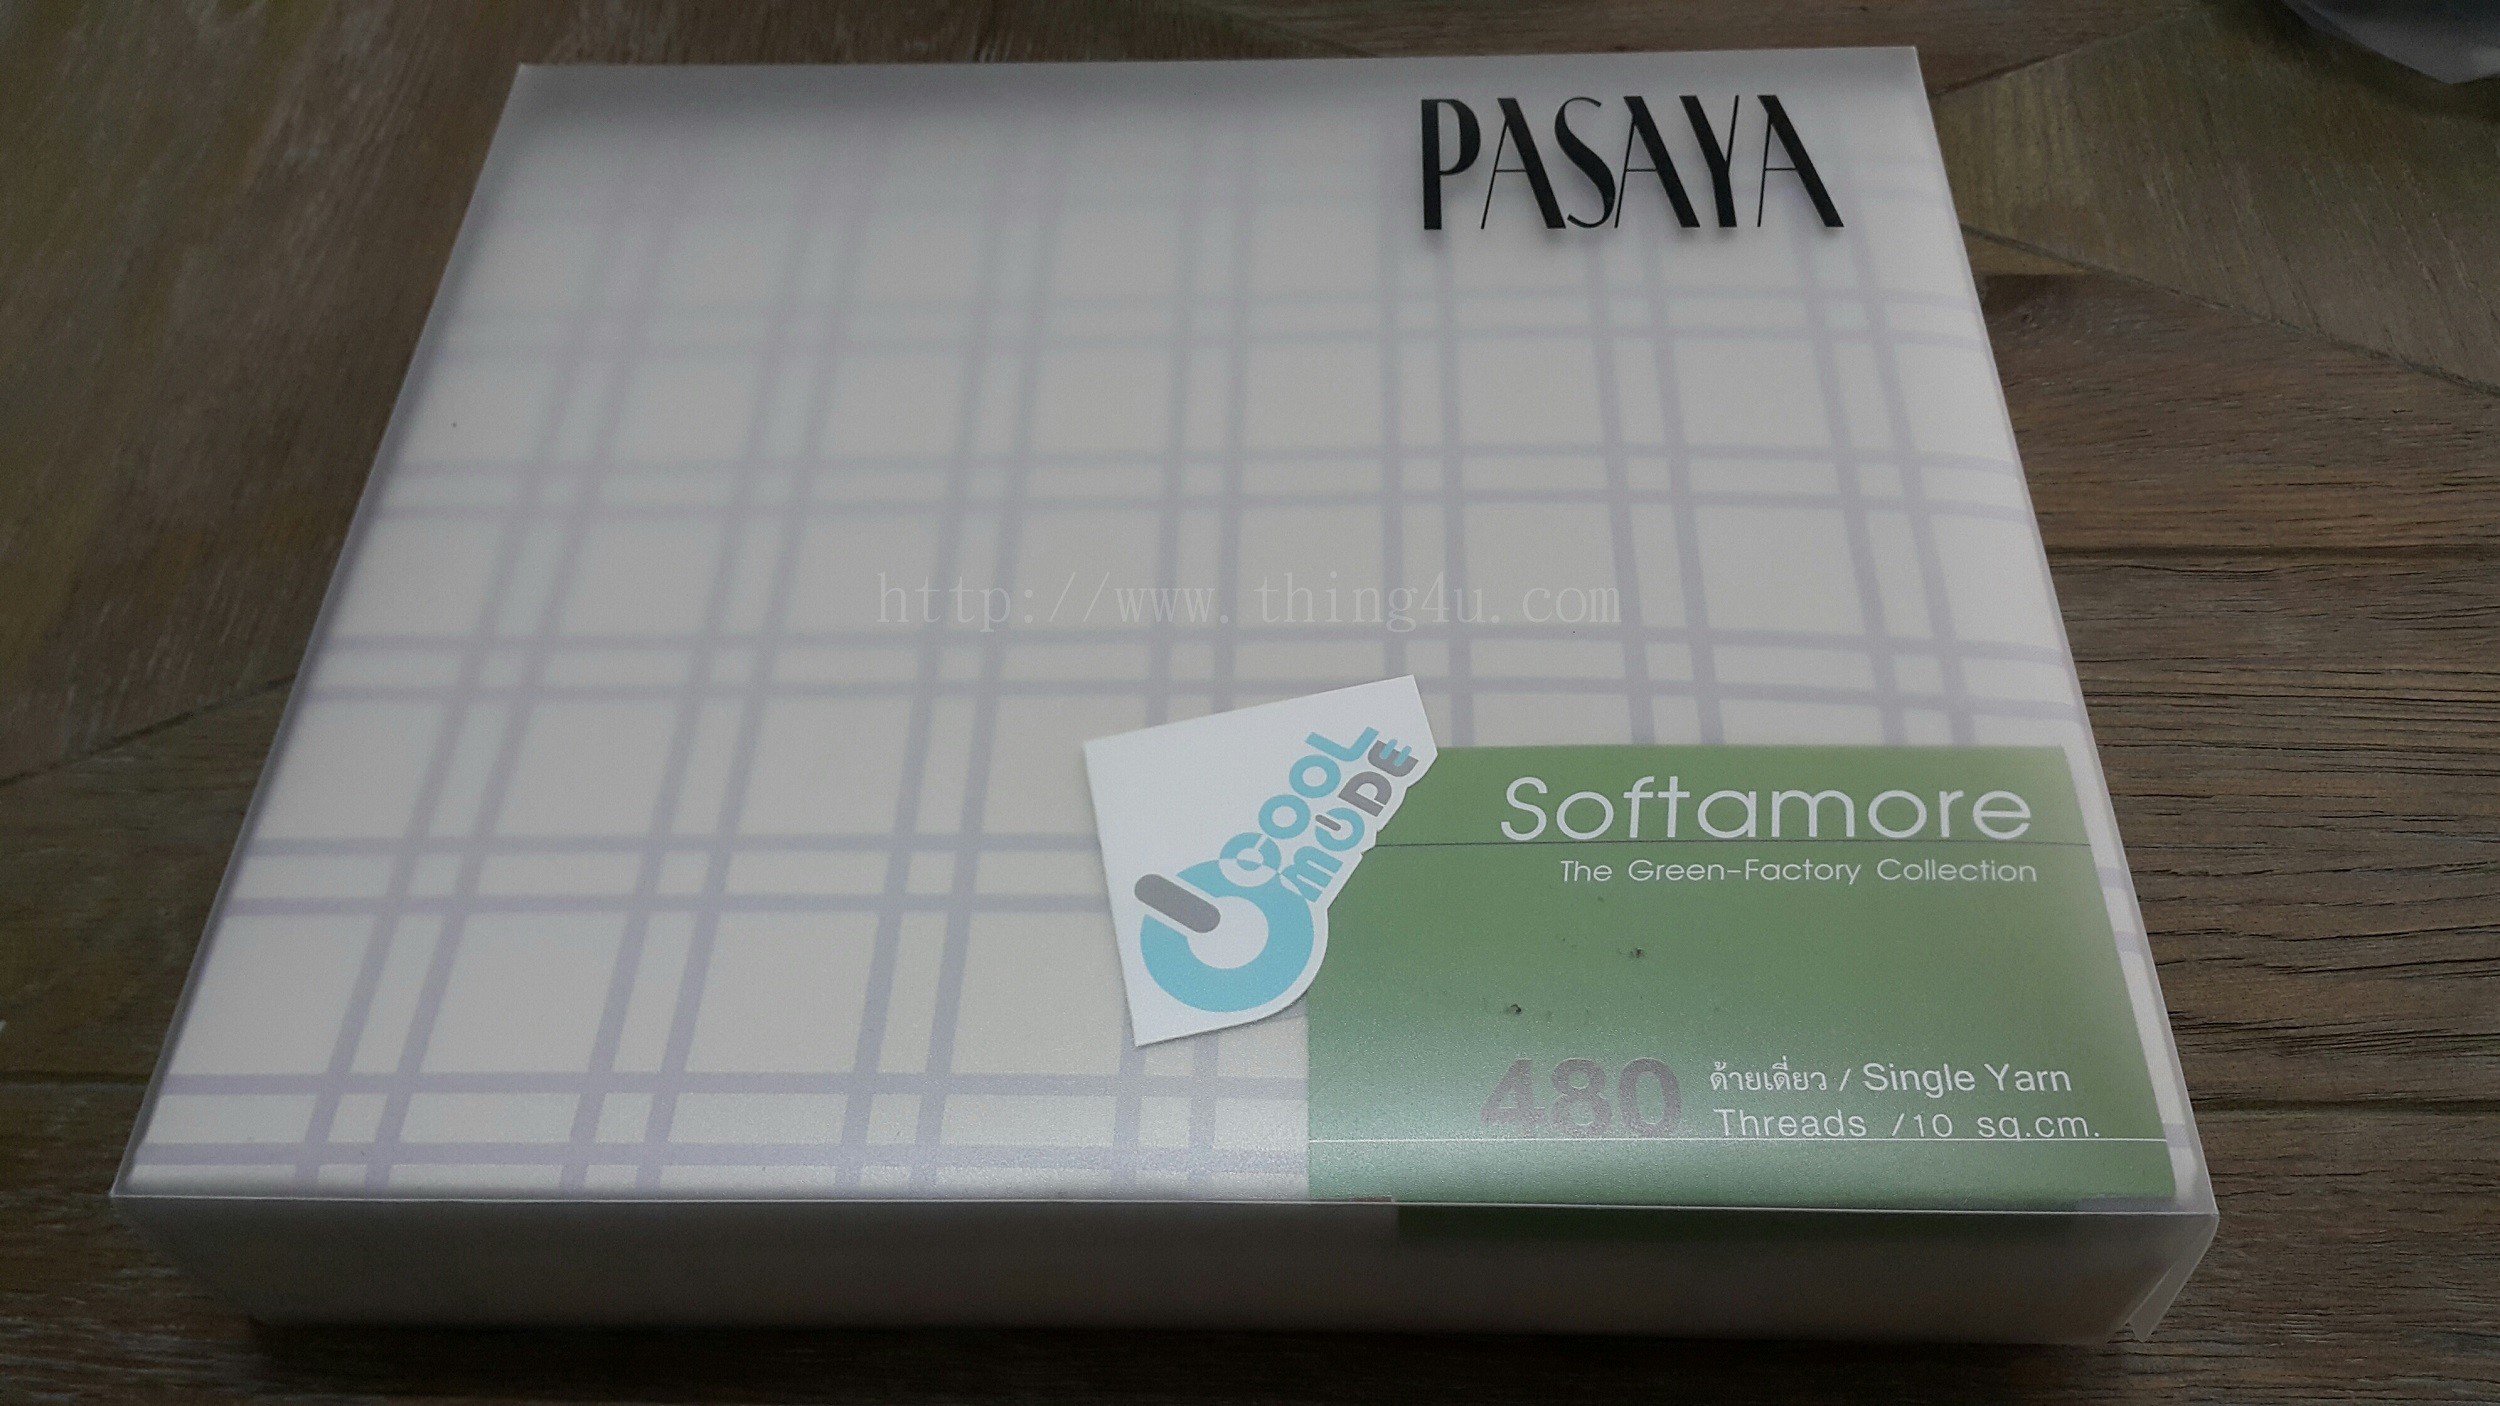 PASAYA
http://www.thing4u.com
COOL
MODE
Softamore
The Green-Factory Collection
480 ด้ายเดี่ยว / Single Yarn
Threads /10 sq.cm.